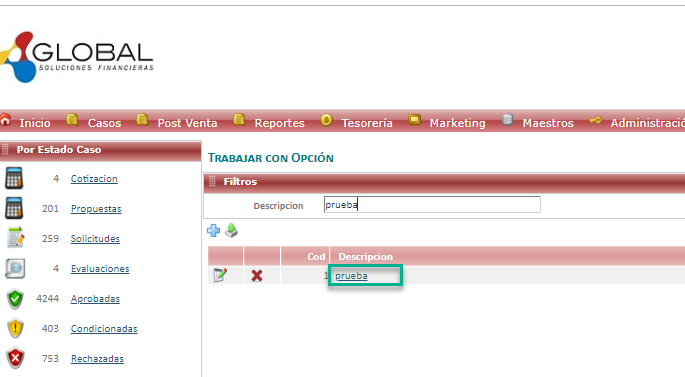 GLOBAL
SOLUCIONES FINANCIERAS
Inicio Casos Post Venta Reportes Tesorería Marketing Maestros Administraci
Por Estado Caso
4 Cotizacion
201 Propuestas
259 Solicitudes
4 Evaluaciones
4244 Aprobadas
403 Condicionadas
753 Rechazadas
TRABAJAR CON OPCIÓN
Filtros
Descripcion prueba
Cod Descripcion
1 prueba